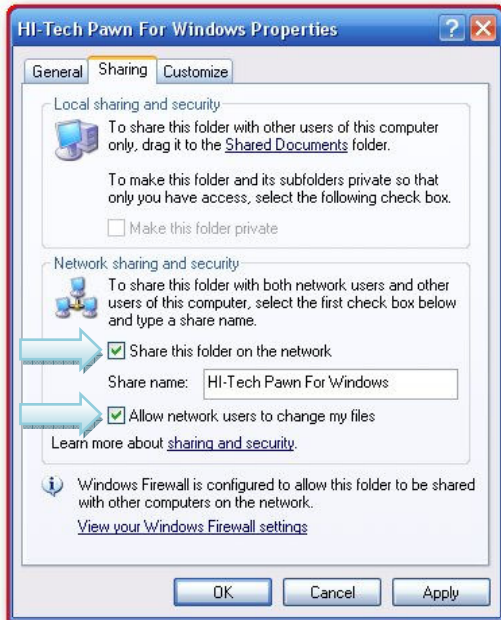 HI-Tech Pawn For Windows Properties
General Sharing Customize
Local sharing and security
To share this folder with other users of this computer
only, drag it to the Shared Documents folder.
To make this folder and its subfolders private so that
only you have access, select the following check box.
Make this folder private
Network sharing and security
To share this folder with both network users and other
users of this computer, select the first check box below
and type a share name.
Share this folder on the network
Share name: HI-Tech Pawn For Windows
Allow network users to change my files
Learn more about sharing and security.
Windows Firewall is configured to allow this folder to be shared
with other computers on the network.
View your Windows Firewall settings
OK Cancel Apply